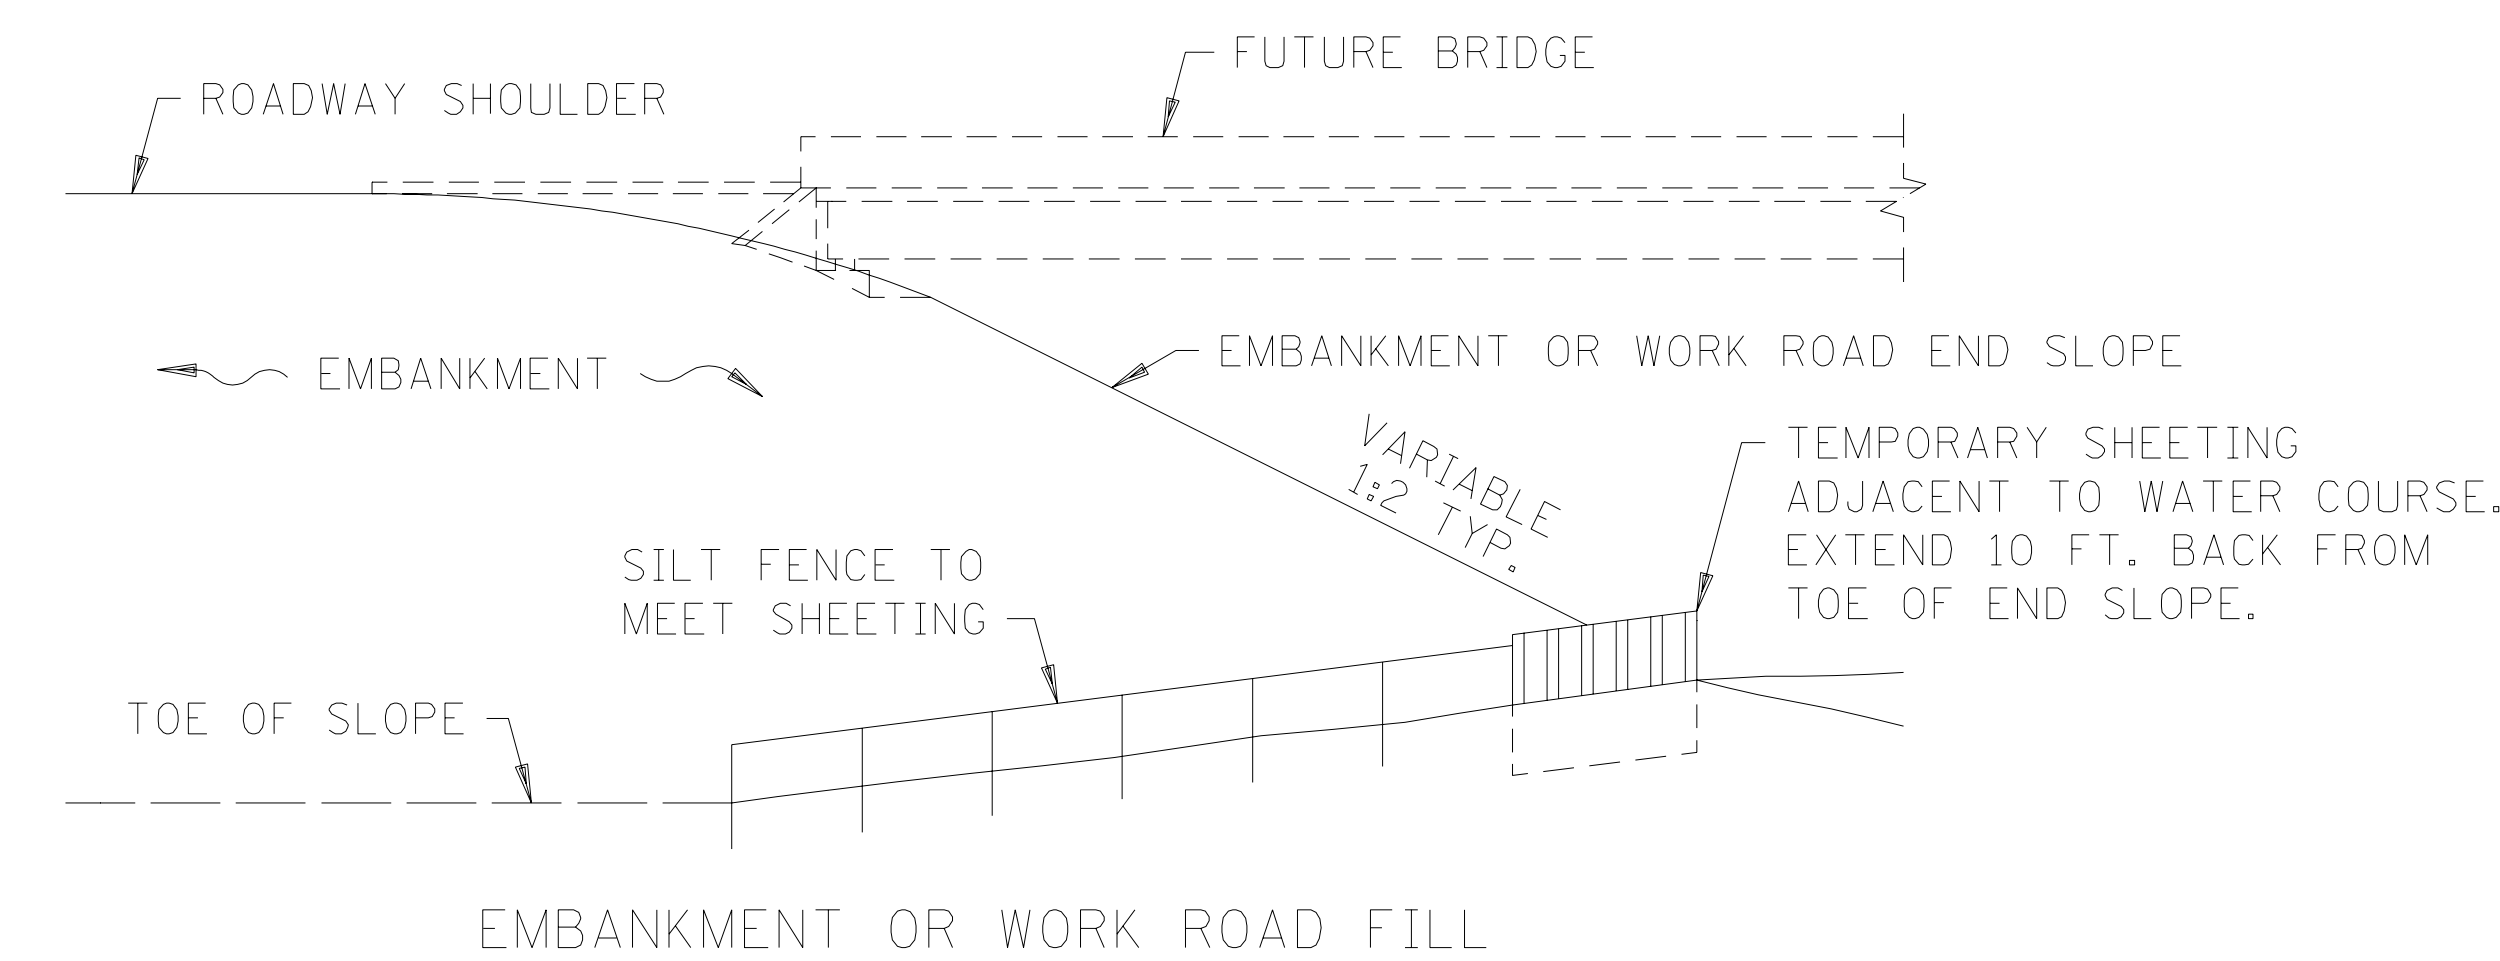 FUTURE BRIDGE
ROADWAY SHOULDER
EMBANKMENT
EMBANKMENT OR WORK ROAD END SLOPE
VARIABLE
1:2 TYP.
TEMPORARY SHEETING
ADJACENT TO WATER COURSE.
EXTEND 10 FT. BACK FROM
TOE OF END SLOPE.
SILT FENCE TO
MEET SHEETING
TOE OF SLOPE
EMBANKMENT OR WORK ROAD FILL